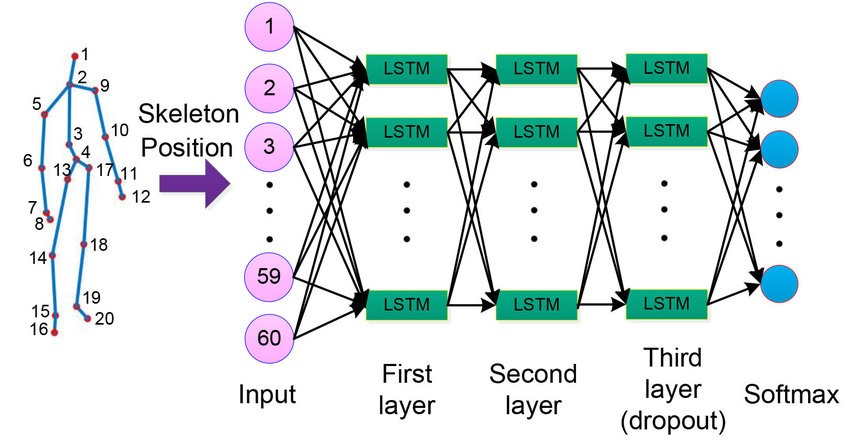 1
2
9
5
3
10
4
6
13
17
11
12
7
8
18
14
19
15
20
16
Skeleton
Position
1
2
3
59
60
Input
LSTM
LSTM
LSTM
First
layer
LSTM
LSTM
LSTM
Second
layer
LSTM
LSTM
LSTM
Third
layer
(dropout)
Softmax